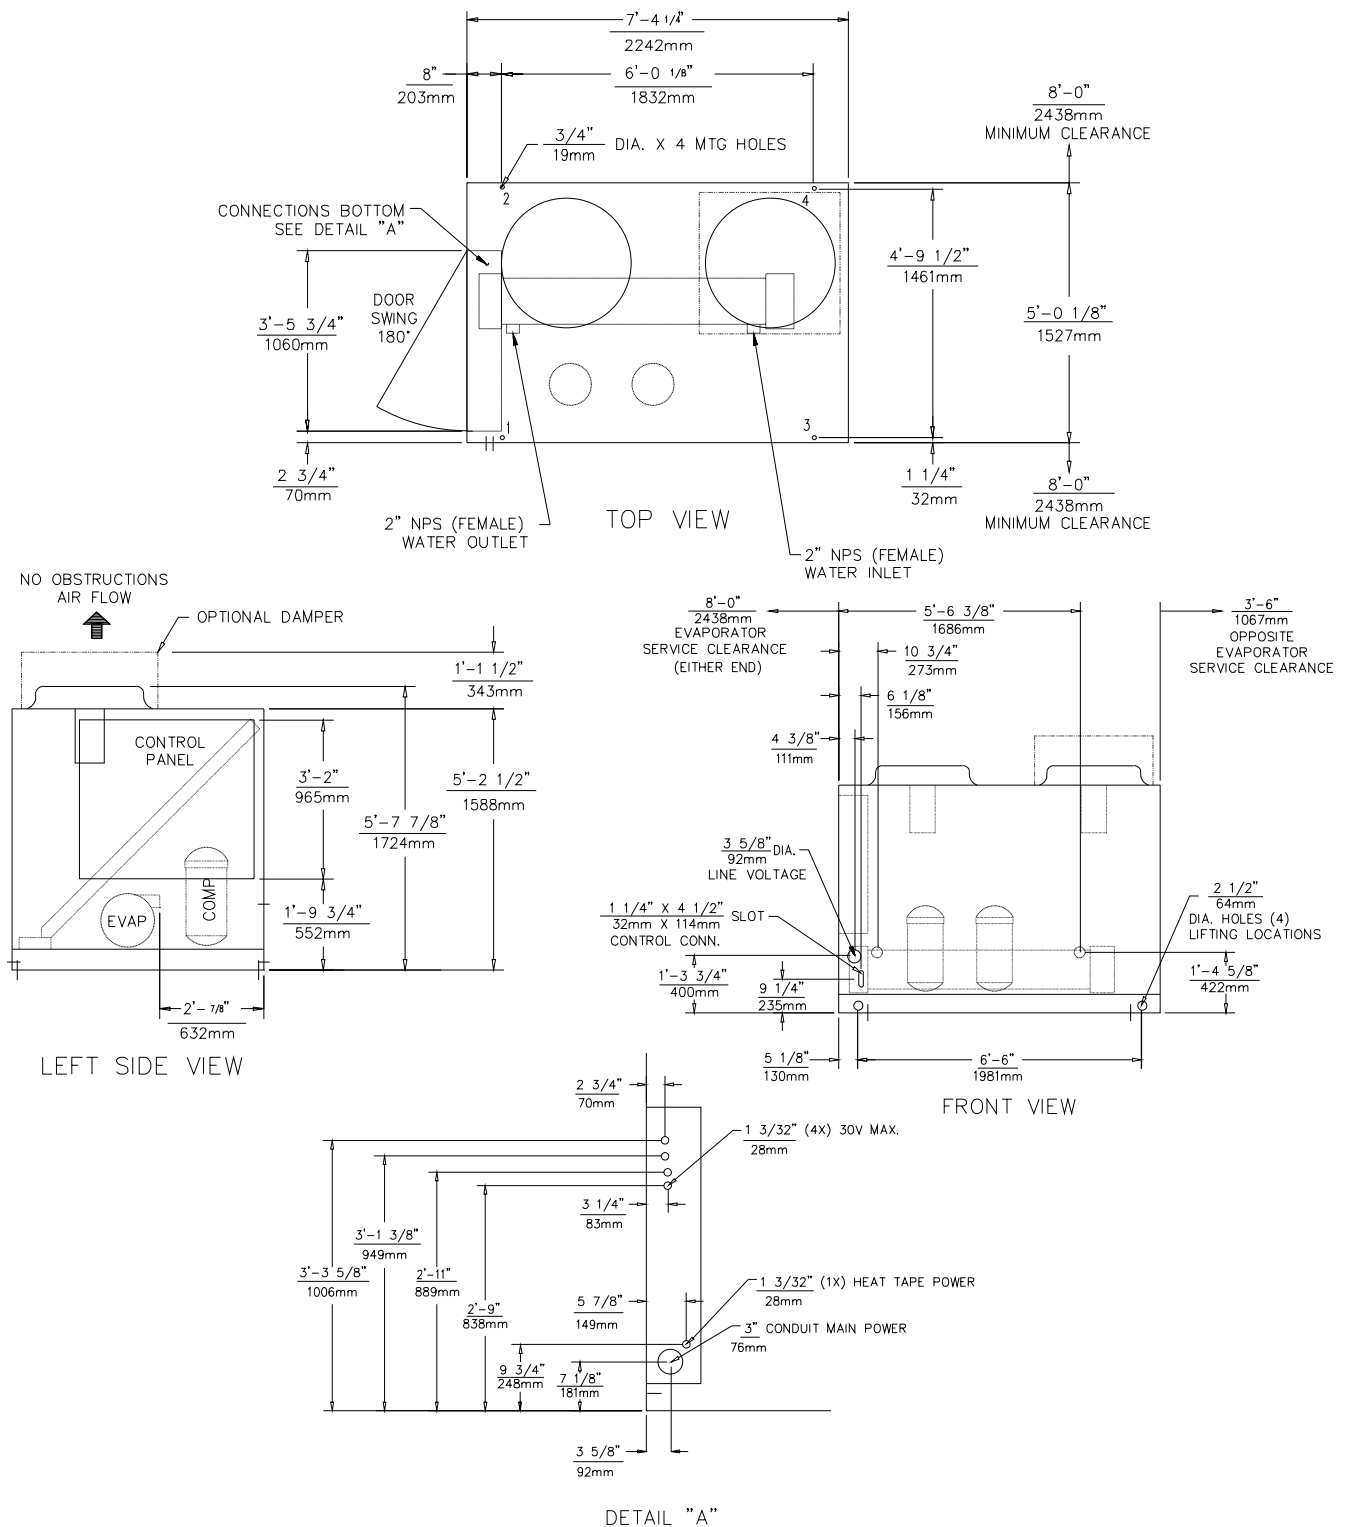 7'-4 1/4"
2242mm
8"
203mm
6'-0 1/8"
1832mm
8'-0"
2438mm
MINIMUM CLEARANCE
3/4"
19mm
DIA. X 4 MTG HOLES
2
4
CONNECTIONS BOTTOM
SEE DETAIL "A"
4'-9 1/2"
1461mm
DOOR
SWING
180°
3'-5 3/4"
1060mm
5'-0 1/8"
1527mm
1
3
2 3/4"
70mm
1 1/4"
32mm
8'-0"
2438mm
MINIMUM CLEARANCE
2" NPS (FEMALE)
WATER OUTLET
TOP VIEW
2" NPS (FEMALE)
WATER INLET
NO OBSTRUCTIONS
AIR FLOW
OPTIONAL DAMPER
1'-1 1/2"
343mm
CONTROL
PANEL
3'-2"
965mm
5'-2 1/2"
1588mm
5'-7 7/8"
1724mm
COMP
EVAP
1'-9 3/4"
552mm
2'- 7/8"
632mm
LEFT SIDE VIEW
8'-0"
2438mm
EVAPORATOR
SERVICE CLEARANCE
(EITHER END)
5'-6 3/8"
1686mm
3'-6"
1067mm
OPPOSITE
EVAPORATOR
SERVICE CLEARANCE
10 3/4"
273mm
6 1/8"
156mm
4 3/8"
111mm
3 5/8"
92mm
DIA.
LINE VOLTAGE
1 1/4" X 4 1/2"
32mm X 114mm
SLOT
CONTROL CONN.
2 1/2"
64mm
DIA. HOLES (4)
LIFTING LOCATIONS
1'-3 3/4"
400mm
9 1/4"
235mm
1'-4 5/8"
422mm
5 1/8"
130mm
6'-6"
1981mm
FRONT VIEW
2 3/4"
70mm
1 3/32" (4X) 30V MAX.
28mm
3 1/4"
83mm
3'-1 3/8"
949mm
3'-3 5/8"
1006mm
2'-11"
889mm
2'-9"
838mm
5 7/8"
149mm
1 3/32" (1X) HEAT TAPE POWER
28mm
3" CONDUIT MAIN POWER
76mm
9 3/4"
248mm
7 1/8"
181mm
3 5/8"
92mm
DETAIL "A"